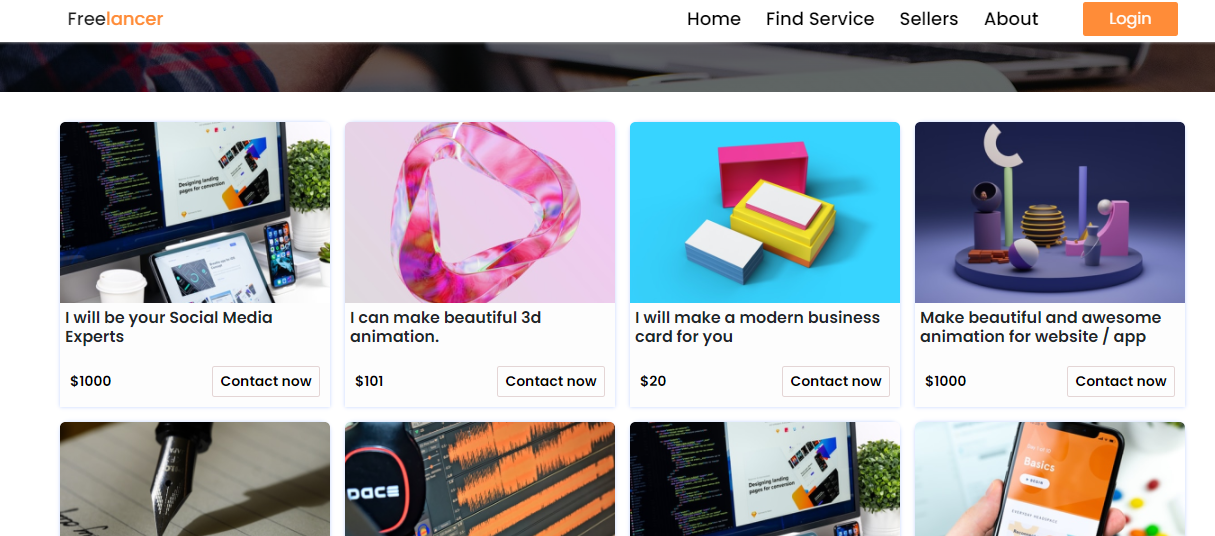 Freelancer
Home Find Service Sellers About Login
Designing landing
pages for conversion
I will be your Social Media
Experts
$1000 Contact now
I can make beautiful 3d
animation.
$101 Contact now
I will make a modern business
card for you
$20 Contact now
Make beautiful and awesome
animation for website / app
$1000 Contact now
DACE
Designing landing
pages for conversion
Basics
BEGIN